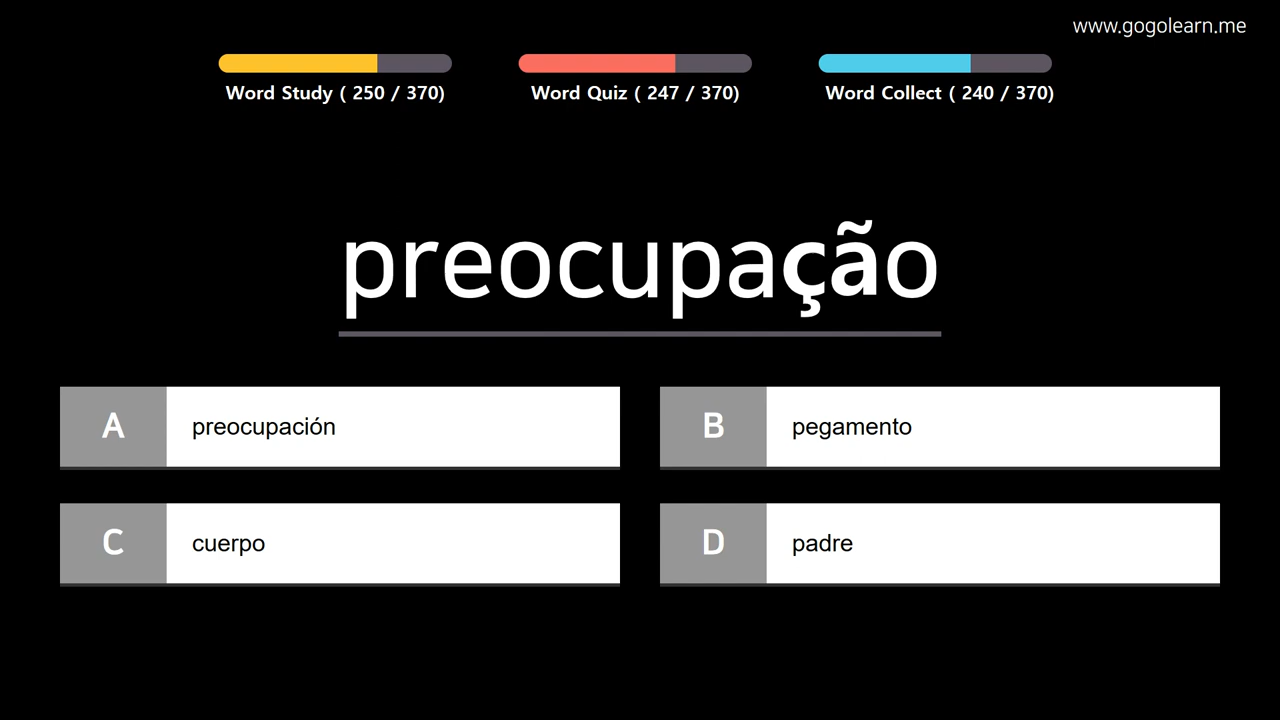 www.gogolearn.me
Word Study ( 250 / 370)
Word Quiz ( 247 / 370)
Word Collect ( 240 / 370)
preocupação
A preocupación
B pegamento
C cuerpo
D padre